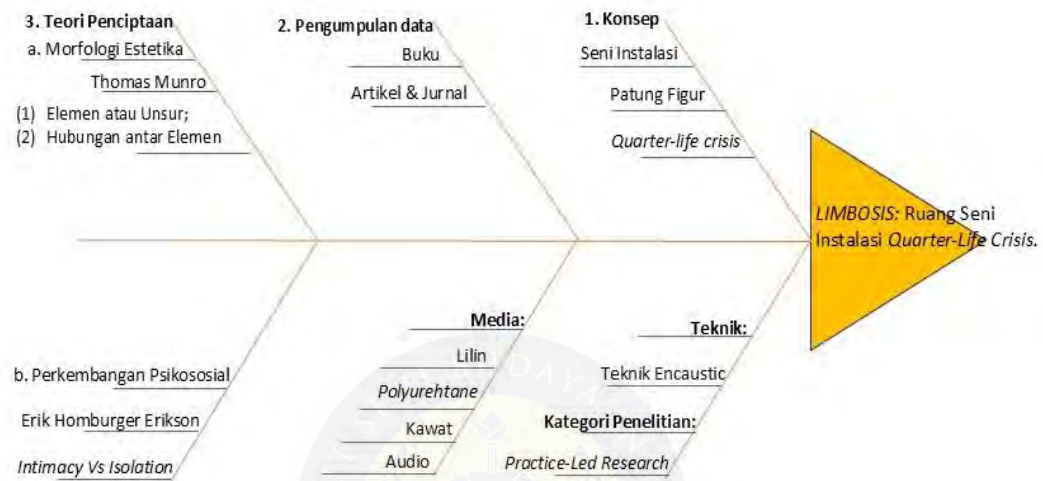 3. Teori Penciptaan
a. Morfologi Estetika
Thomas Munro
(1) Elemen atau Unsur;
(2) Hubungan antar Elemen
2. Pengumpulan data
Buku
Artikel & Jurnal
1. Konsep
Seni Instalasi
Patung Figur
Quarter-life crisis
LIMBOSIS: Ruang Seni
Instalasi Quarter-Life Crisis.
b. Perkembangan Psikososial
Erik Homburger Erikson
Intimacy Vs Isolation
Media:
Lilin
Polyurehtane
Kawat
Audio
Teknik:
Teknik Encaustic
Kategori Penelitian:
Practice-Led Research